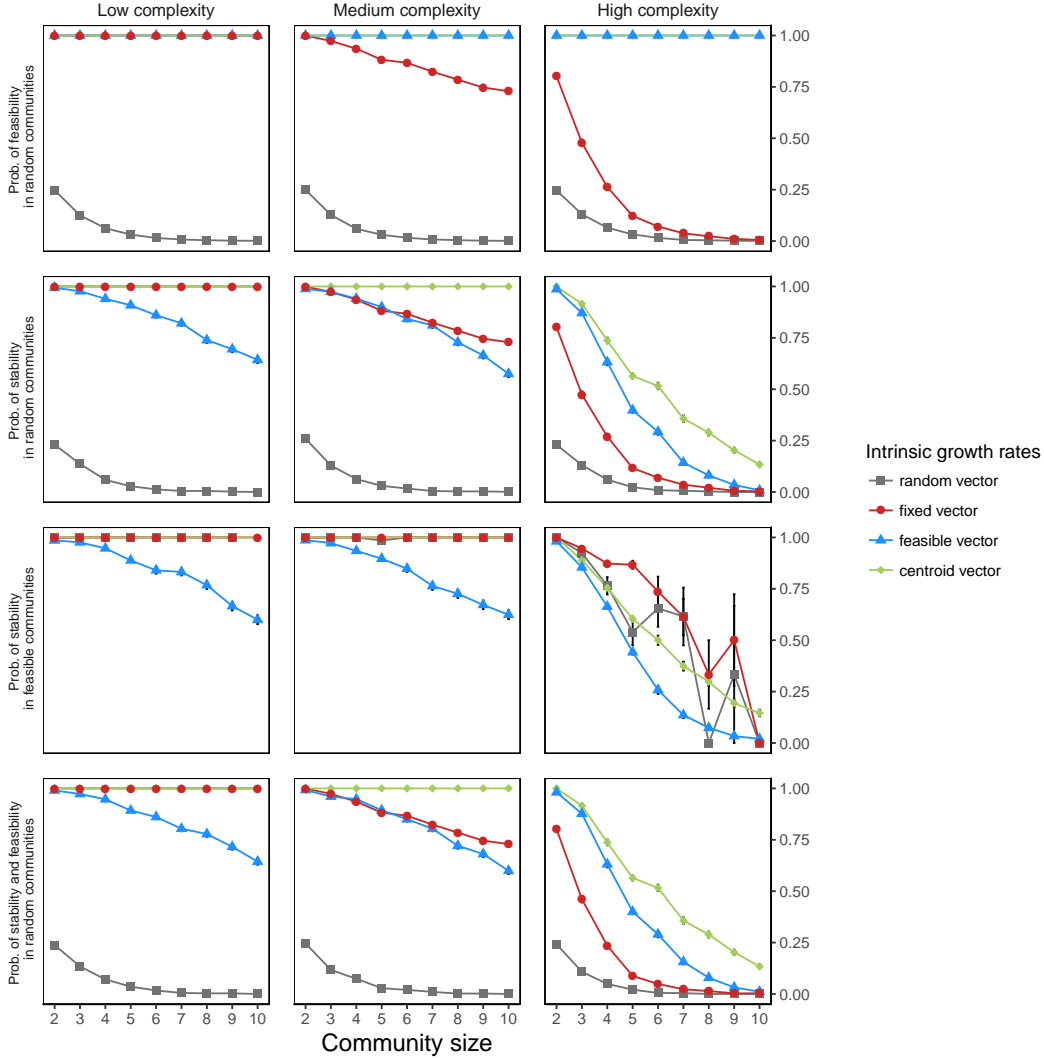 Low complexity
Medium complexity
High complexity
Prob. of feasibility
in random communities
1.00
0.75
0.50
0.25
0.00
Prob. of stability
in random communities
1.00
0.75
0.50
0.25
0.00
Prob. of stability
in feasible communities
1.00
0.75
0.50
0.25
0.00
Prob. of stability and feasibility
in random communities
1.00
0.75
0.50
0.25
0.00
2 3 4 5 6 7 8 9 10
2 3 4 5 6 7 8 9 10
2 3 4 5 6 7 8 9 10
Community size
Intrinsic growth rates
random vector
fixed vector
feasible vector
centroid vector